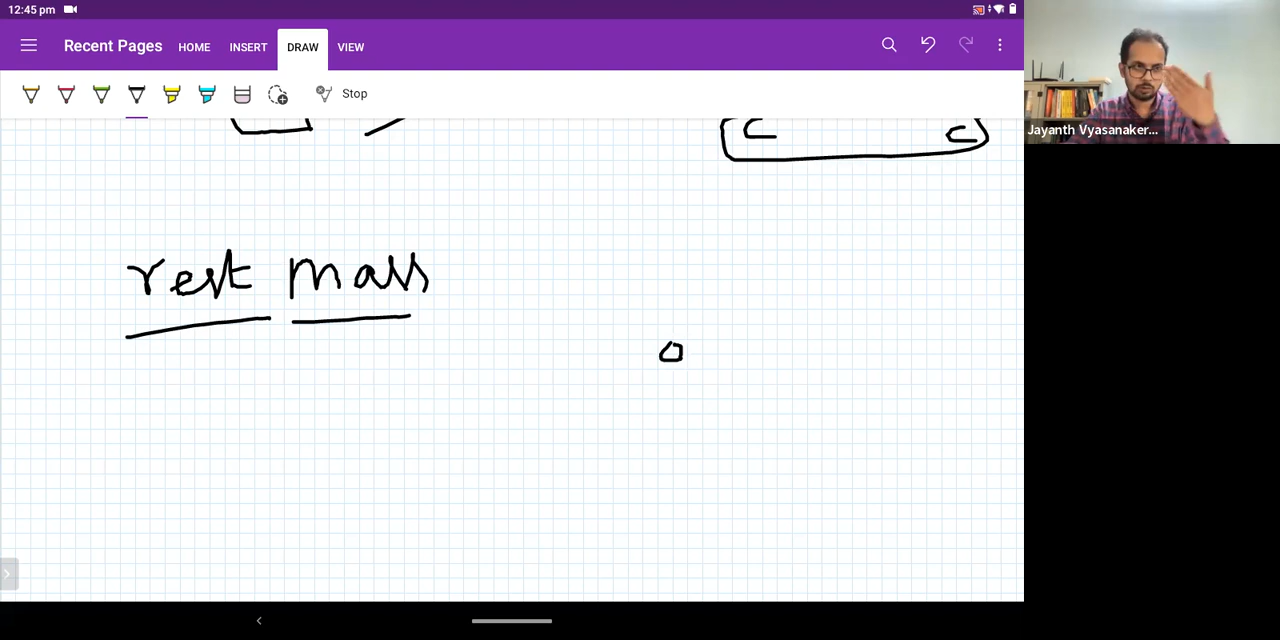 12:45 pm
Recent Pages HOME INSERT DRAW VIEW
Stop
Jayanth Vyasanaker...
c c
rest mass